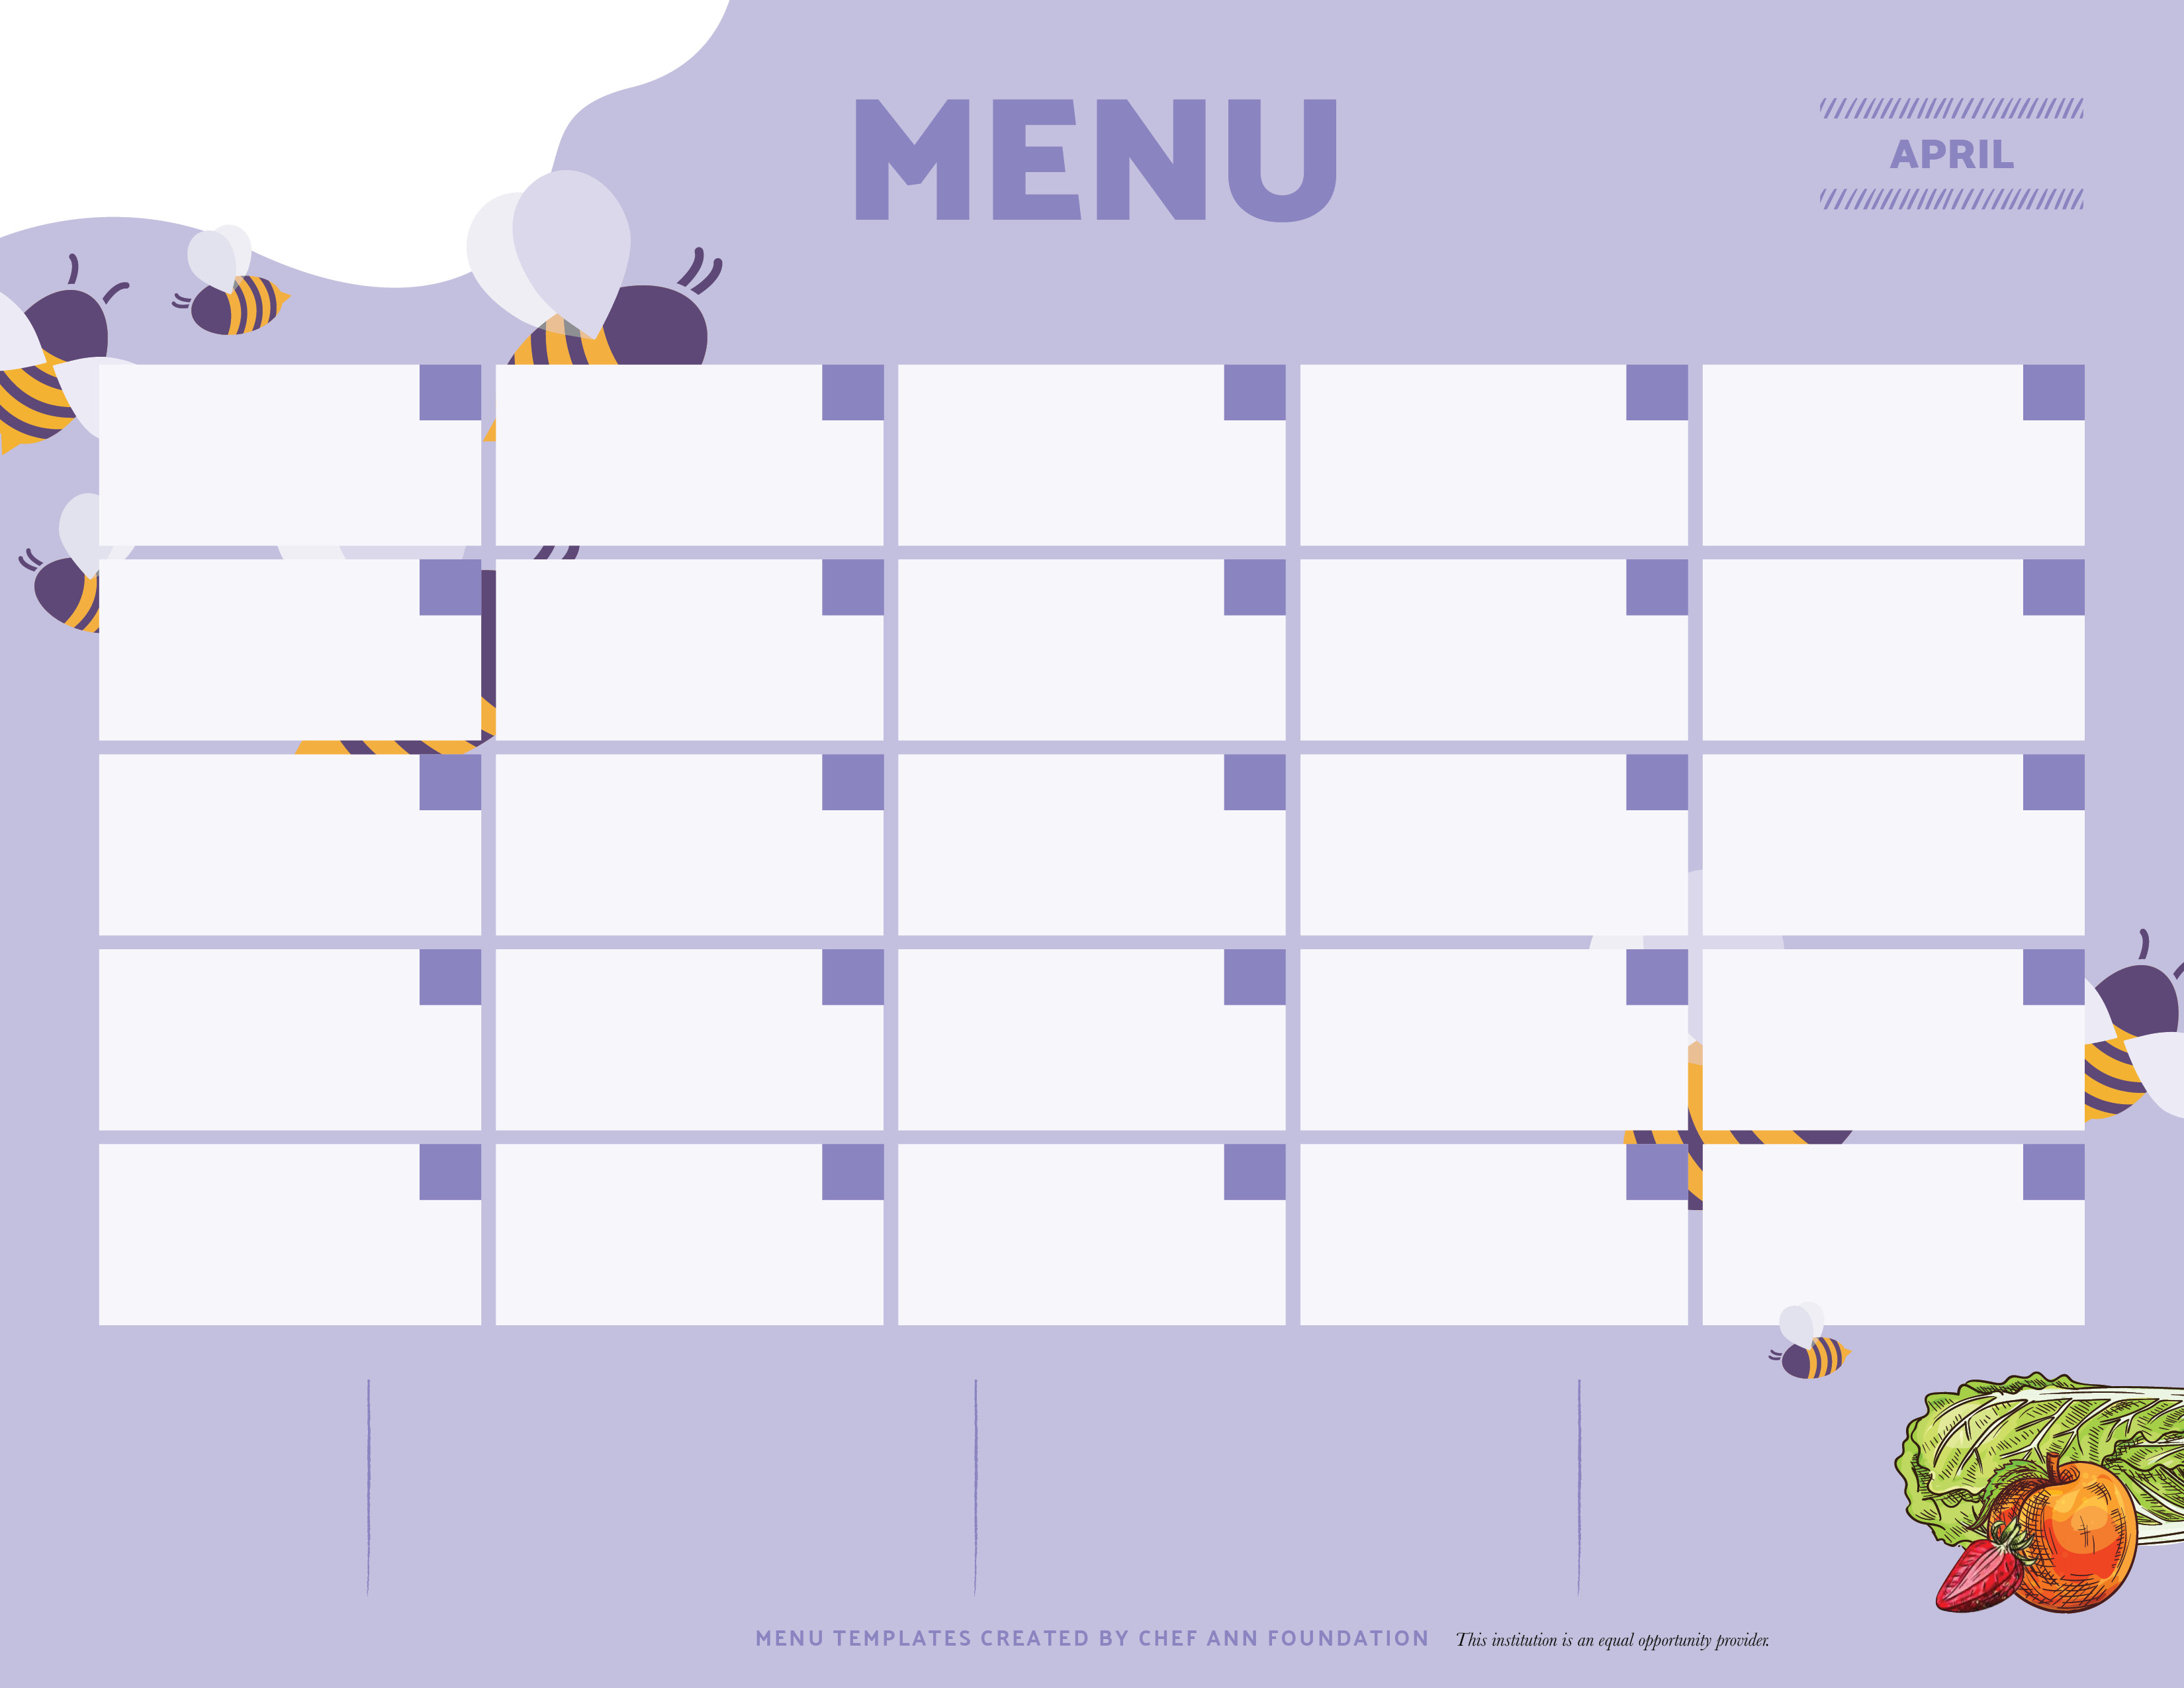 MENU
APRIL
MENU TEMPLATES CREATED BY CHEF ANN FOUNDATION
This institution is an equal opportunity provider.